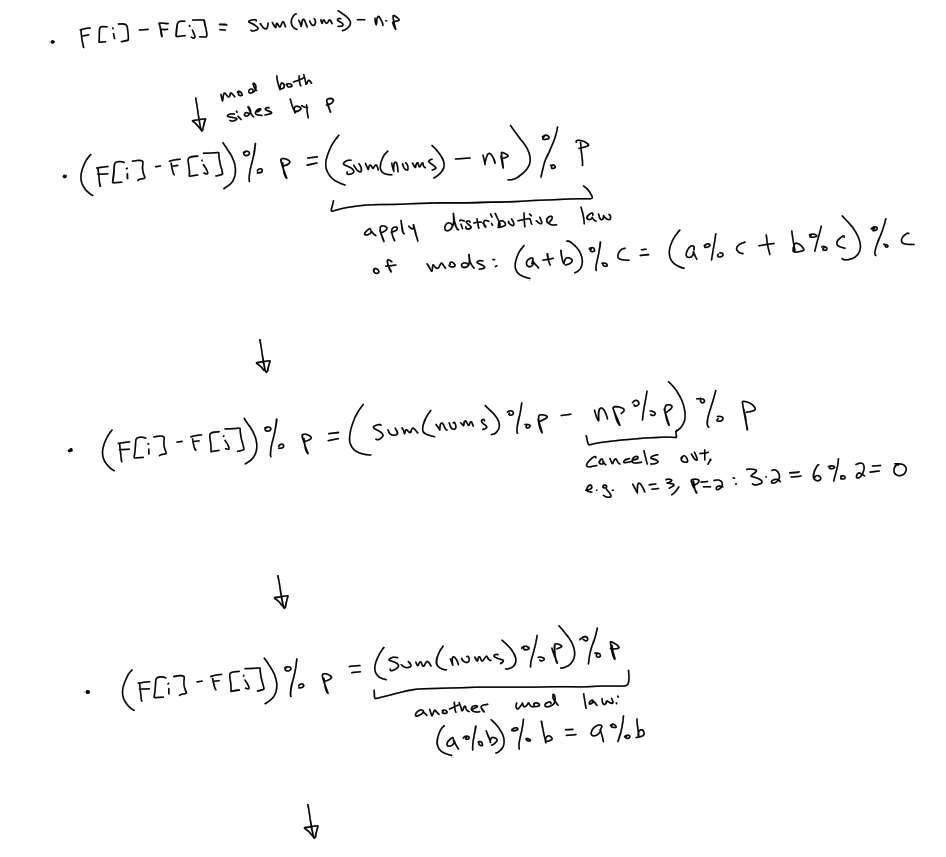 · F[i] - F[j] = sum(nums) - n·p
↓ mod both
sides by p
· (F[i] - F[j]) % p = (sum(nums) - np) % p
apply distributive law
of mods: (a+b) % c = (a % c + b % c) % c
↓
· (F[i] - F[j]) % p = (sum(nums) % p - np % p) % p
cancels out,
e.g. n=3, p=2 : 3·2 = 6 % 2 = 0
↓
· (F[i] - F[j]) % p = (sum(nums) % p) % p
another mod law:
(a % b) % b = a % b
↓